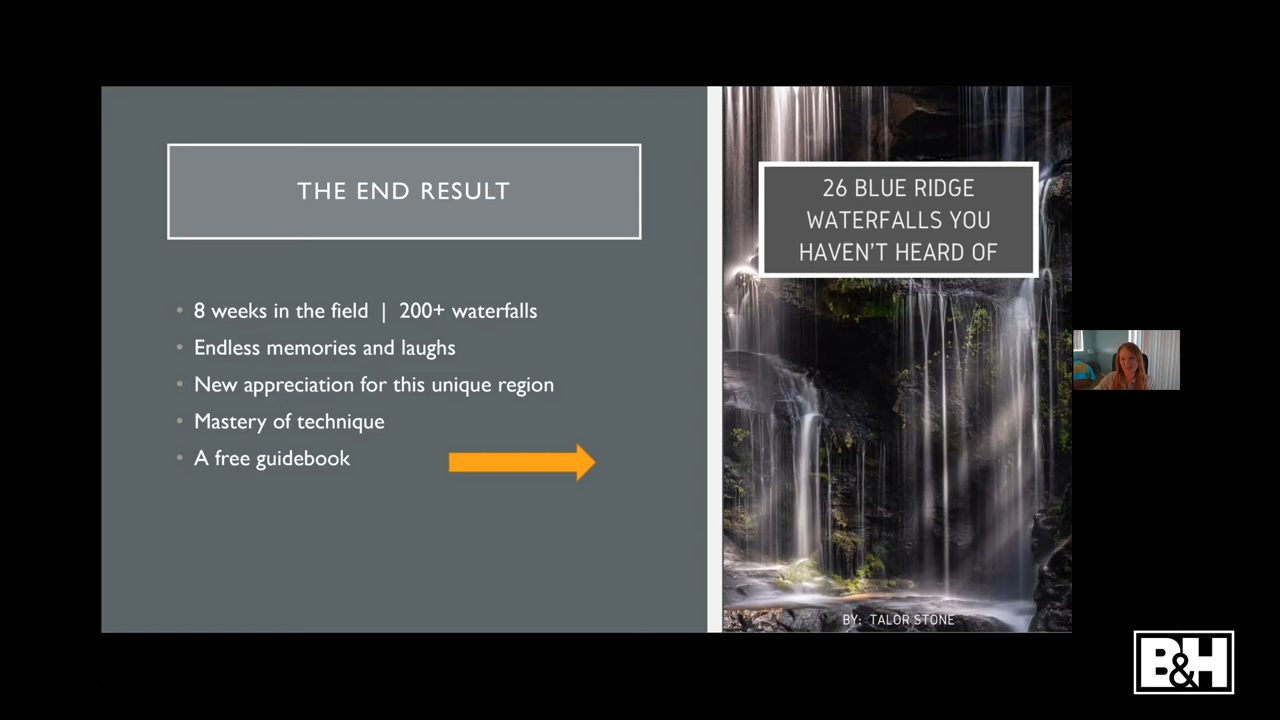 THE END RESULT
8 weeks in the field | 200+ waterfalls
Endless memories and laughs
New appreciation for this unique region
Mastery of technique
A free guidebook
26 BLUE RIDGE
WATERFALLS YOU
HAVEN'T HEARD OF
BY: TALOR STONE
B&H